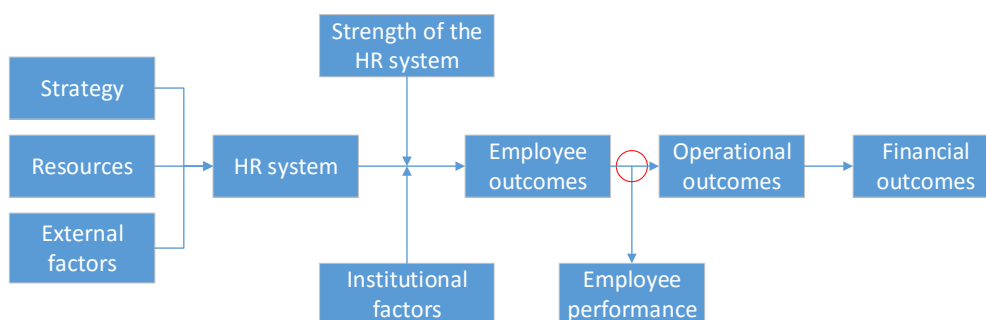 Strength of the
HR system
Strategy
Resources
HR system
Employee
outcomes
Operational
outcomes
Financial
outcomes
External
factors
Institutional
factors
Employee
performance